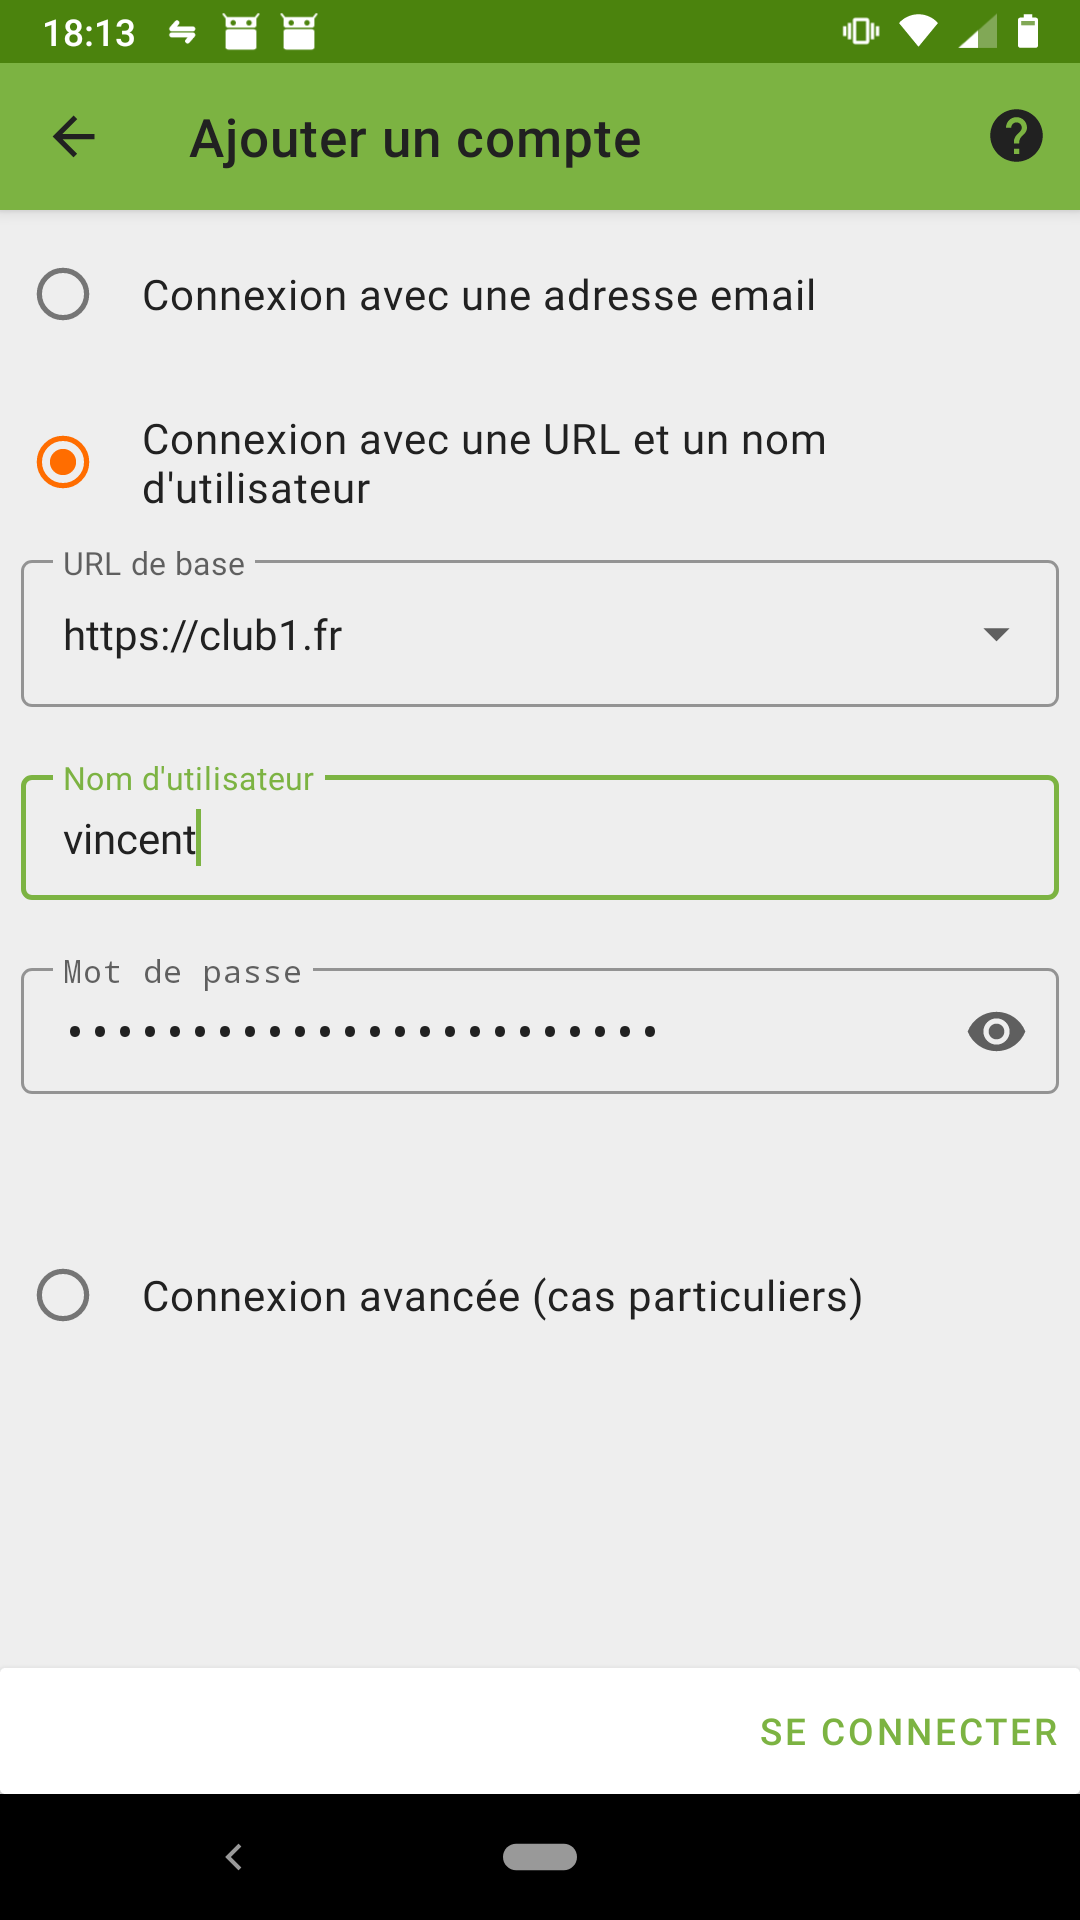 18:13
Ajouter un compte
Connexion avec une adresse email
Connexion avec une URL et un nom
d'utilisateur
URL de base
https://club1.fr
Nom d'utilisateur
vincent
Mot de passe
••••••••••••••••••••••••
Connexion avancée (cas particuliers)
SE CONNECTER